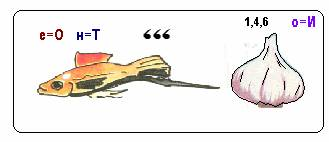 е=О н=Т ‘‘‘ 1,4,6 о=И